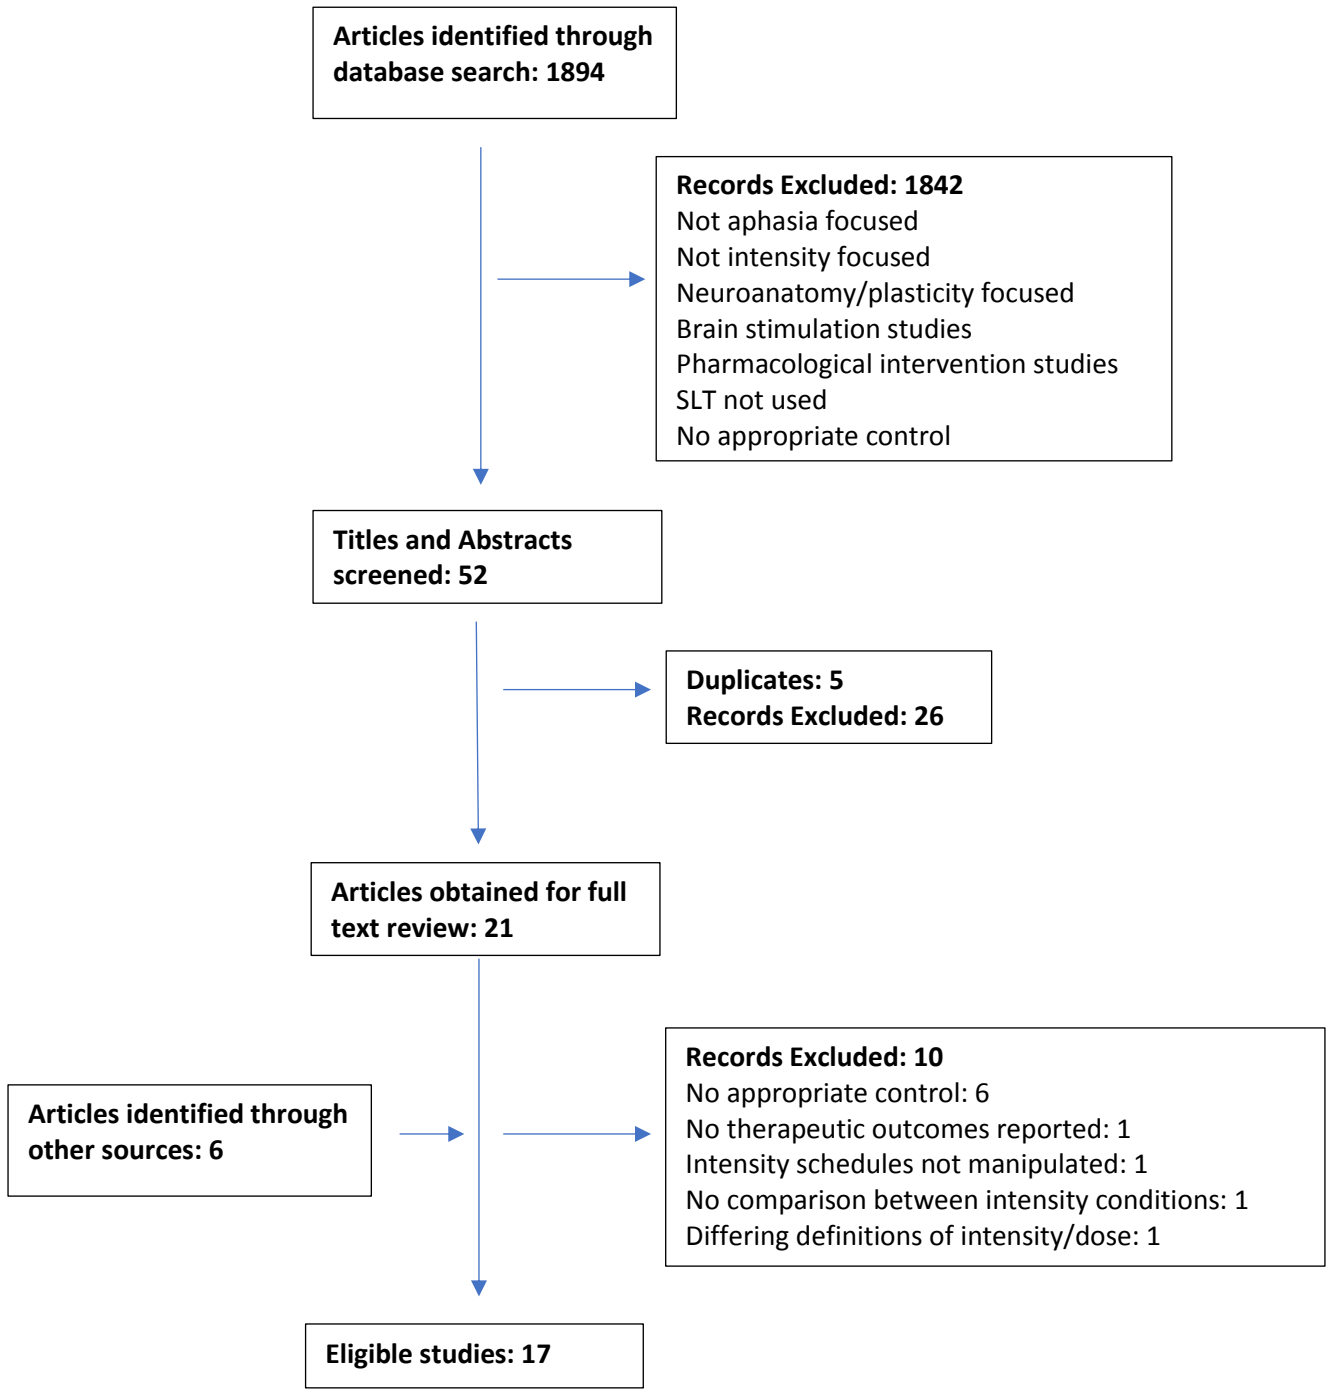 Articles identified through
database search: 1894
Records Excluded: 1842
Not aphasia focused
Not intensity focused
Neuroanatomy/plasticity focused
Brain stimulation studies
Pharmacological intervention studies
SLT not used
No appropriate control
Titles and Abstracts
screened: 52
Duplicates: 5
Records Excluded: 26
Articles obtained for full
text review: 21
Articles identified through
other sources: 6
Records Excluded: 10
No appropriate control: 6
No therapeutic outcomes reported: 1
Intensity schedules not manipulated: 1
No comparison between intensity conditions: 1
Differing definitions of intensity/dose: 1
Eligible studies: 17